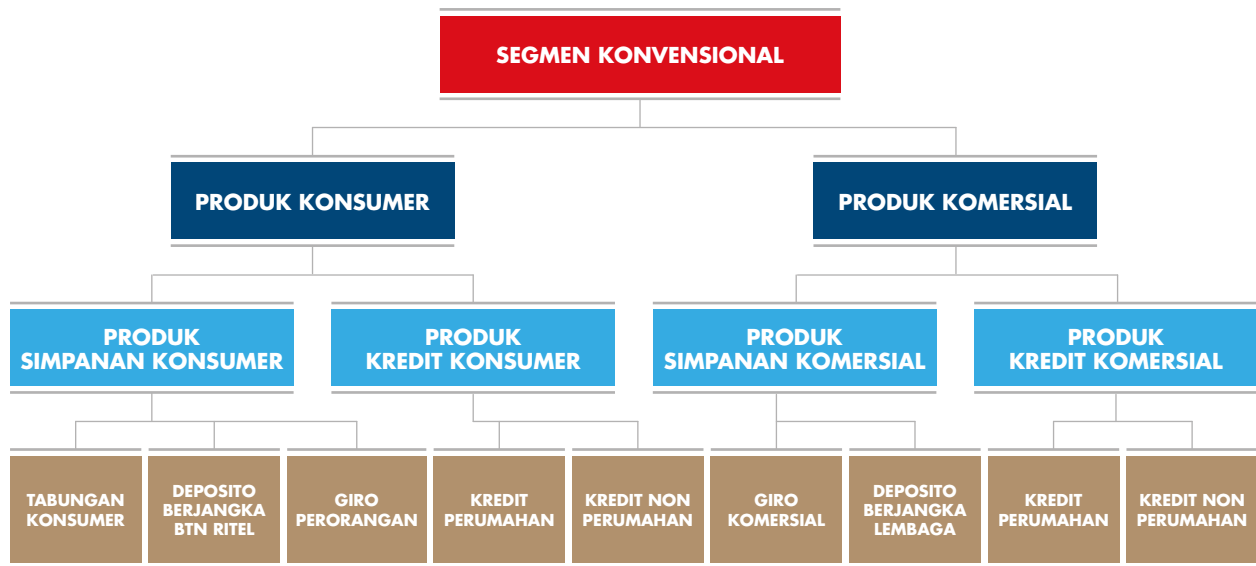 SEGMEN KONVENSIONAL
PRODUK KONSUMER
PRODUK KOMERSIAL
PRODUK
SIMPANAN KONSUMER
PRODUK
KREDIT KONSUMER
PRODUK
SIMPANAN KOMERSIAL
PRODUK
KREDIT KOMERSIAL
TABUNGAN
KONSUMER
DEPOSITO
BERJANGKA
BTN RITEL
GIRO
PERORANGAN
KREDIT
PERUMAHAN
KREDIT NON
PERUMAHAN
GIRO
KOMERSIAL
DEPOSITO
BERJANGKA
LEMBAGA
KREDIT
PERUMAHAN
KREDIT NON
PERUMAHAN